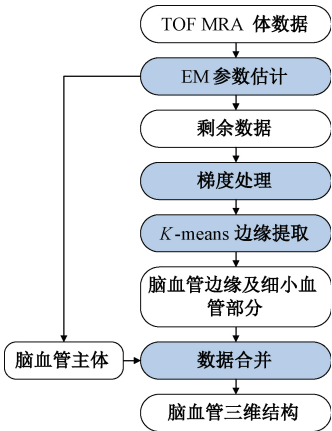 TOF MRA 体数据
EM参数估计
剩余数据
梯度处理
K-means 边缘提取
脑血管边缘及细小血
管部分
脑血管主体
数据合并
脑血管三维结构